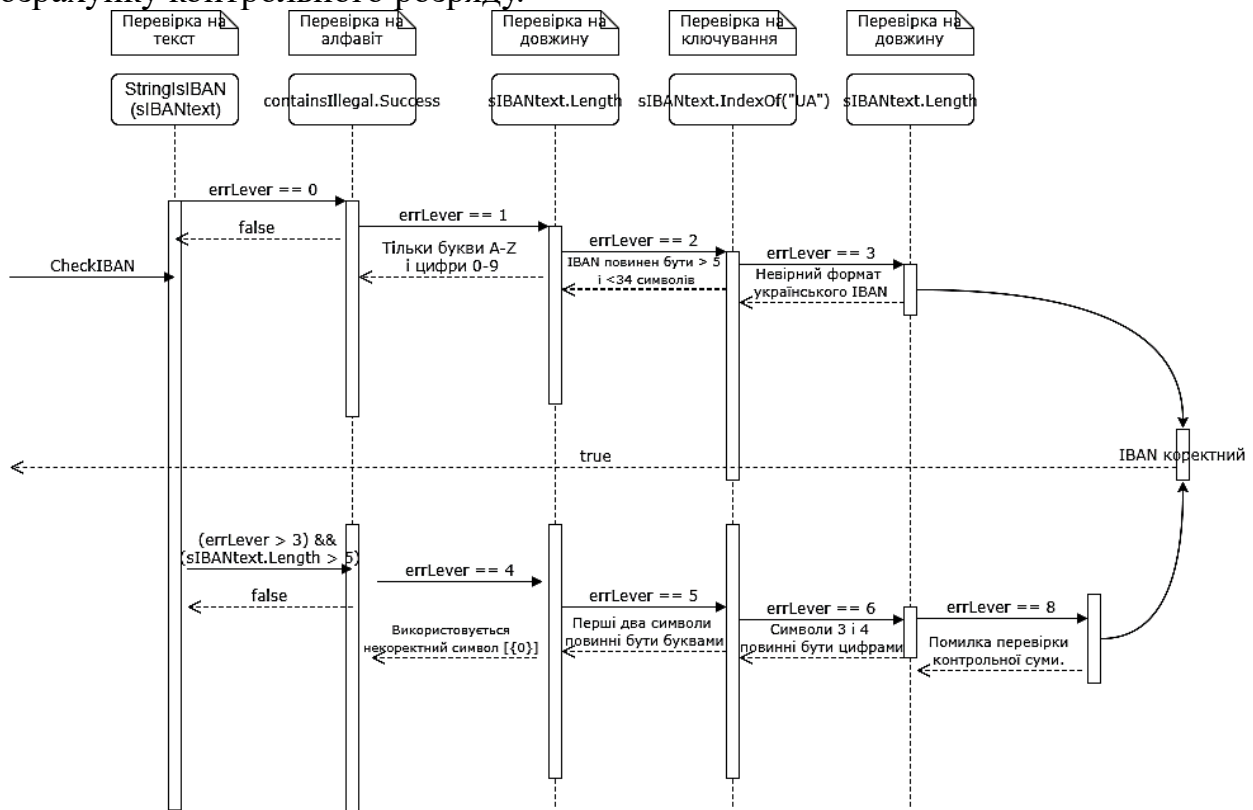 озрахунку контрольного розряду.
Перевірка на
текст
Перевірка на
алфавіт
Перевірка на
довжину
Перевірка на
ключування
Перевірка на
довжину
StringIsIBAN
(sIBANtext)
containsIllegal.Success
sIBANtext.Length
sIBANtext.IndexOf("UA")
sIBANtext.Length
errLever == 0
false
CheckIBAN
errLever == 1
Тільки букви A-Z
і цифри 0-9
errLever == 2
IBAN повинен бути > 5
і <34 символів
errLever == 3
Невірний формат
українського IBAN
true
IBAN коректний
(errLever > 3) &&
(sIBANtext.Length > 5)
false
errLever == 4
Використовується
некоректний символ [{0}]
errLever == 5
Перші два символи
повинні бути буквами
errLever == 6
Символи 3 і 4
повинні бути цифрами
errLever == 8
Помилка перевірки
контрольної суми.